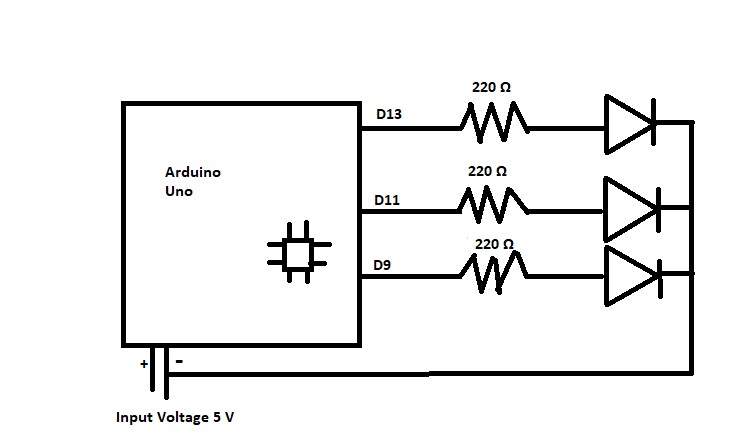 220 Ω
D13
220 Ω
Arduino
Uno
D11
220 Ω
D9
+
-
Input Voltage 5 V